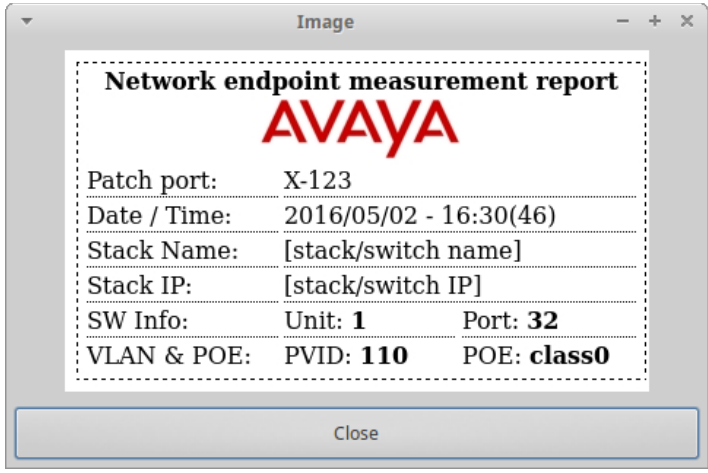 Image
Network endpoint measurement report
AVAYA
Patch port: X-123
Date / Time: 2016/05/02 - 16:30(46)
Stack Name: [stack/switch name]
Stack IP: [stack/switch IP]
SW Info: Unit: 1 Port: 32
VLAN & POE: PVID: 110 POE: class0
Close